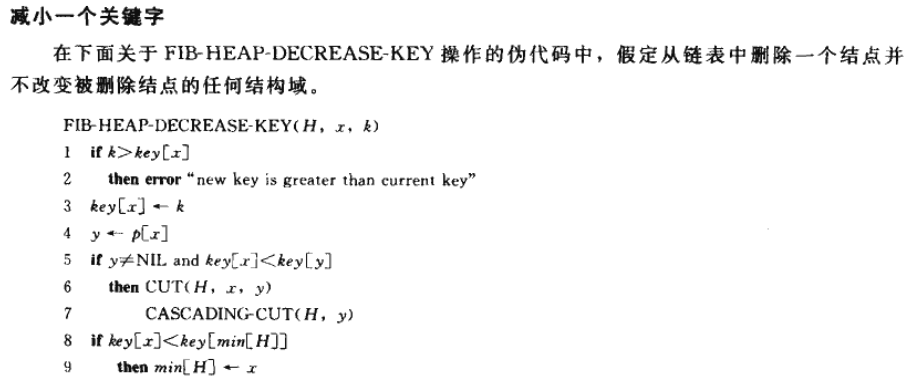 减小一个关键字
在下面关于 FIB-HEAP-DECREASE-KEY 操作的伪代码中，假定从链表中删除一个结点并
不改变被删除结点的任何结构域。
FIB-HEAP-DECREASE-KEY(H, x, k)
1 if k>key[x]
2 then error “new key is greater than current key”
3 key[x] ← k
4 y ← p[x]
5 if y≠NIL and key[x]<key[y]
6 then CUT(H, x, y)
7 CASCADING-CUT(H, y)
8 if key[x]<key[min[H]]
9 then min[H] ← x